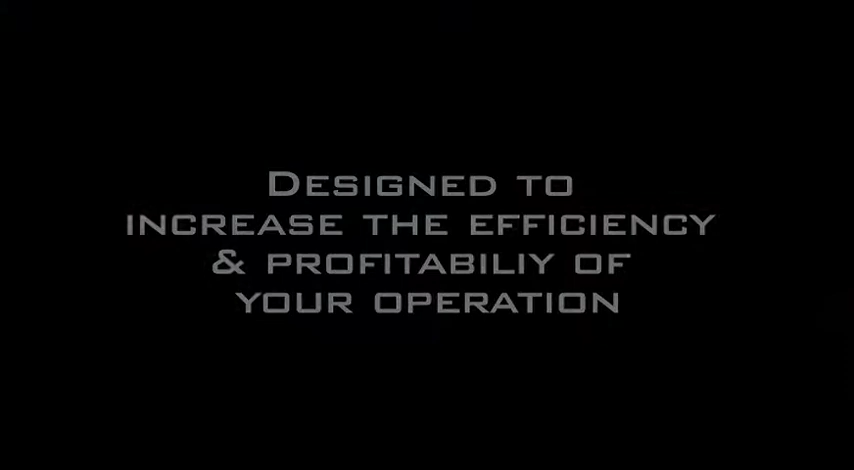 Designed to
increase the efficiency
& profitabiliy of
your operation